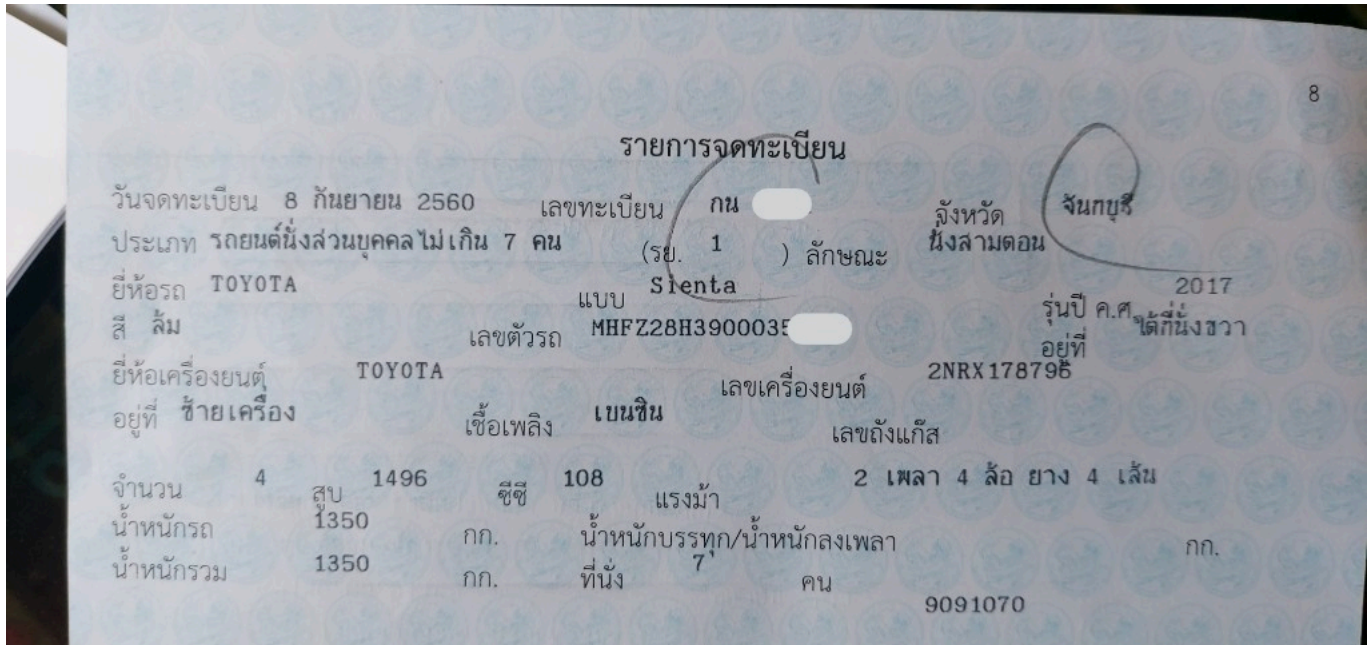 8
รายการจดทะเบียน
วันจดทะเบียน 8 กันยายน 2560 เลขทะเบียน กน จังหวัด จันทบุรี
ประเภท รถยนต์นั่งส่วนบุคคลไม่เกิน 7 คน (รย. 1 ) ลักษณะ นั่งสามตอน
ยี่ห้อรถ TOYOTA แบบ Sienta รุ่นปี ค.ศ. 2017
สี ส้ม เลขตัวรถ MHFZ28H3900035 อยู่ที่ ใต้ที่นั่งขวา
ยี่ห้อเครื่องยนต์ TOYOTA เลขเครื่องยนต์ 2NRX178796
อยู่ที่ ซ้ายเครื่อง เชื้อเพลิง เบนซิน เลขถังแก๊ส
จำนวน 4 สูบ 1496 ซีซี 108 แรงม้า 2 เพลา 4 ล้อ ยาง 4 เส้น
น้ำหนักรถ 1350 กก. น้ำหนักบรรทุก/น้ำหนักลงเพลา กก.
น้ำหนักรวม 1350 กก. ที่นั่ง 7 คน
9091070